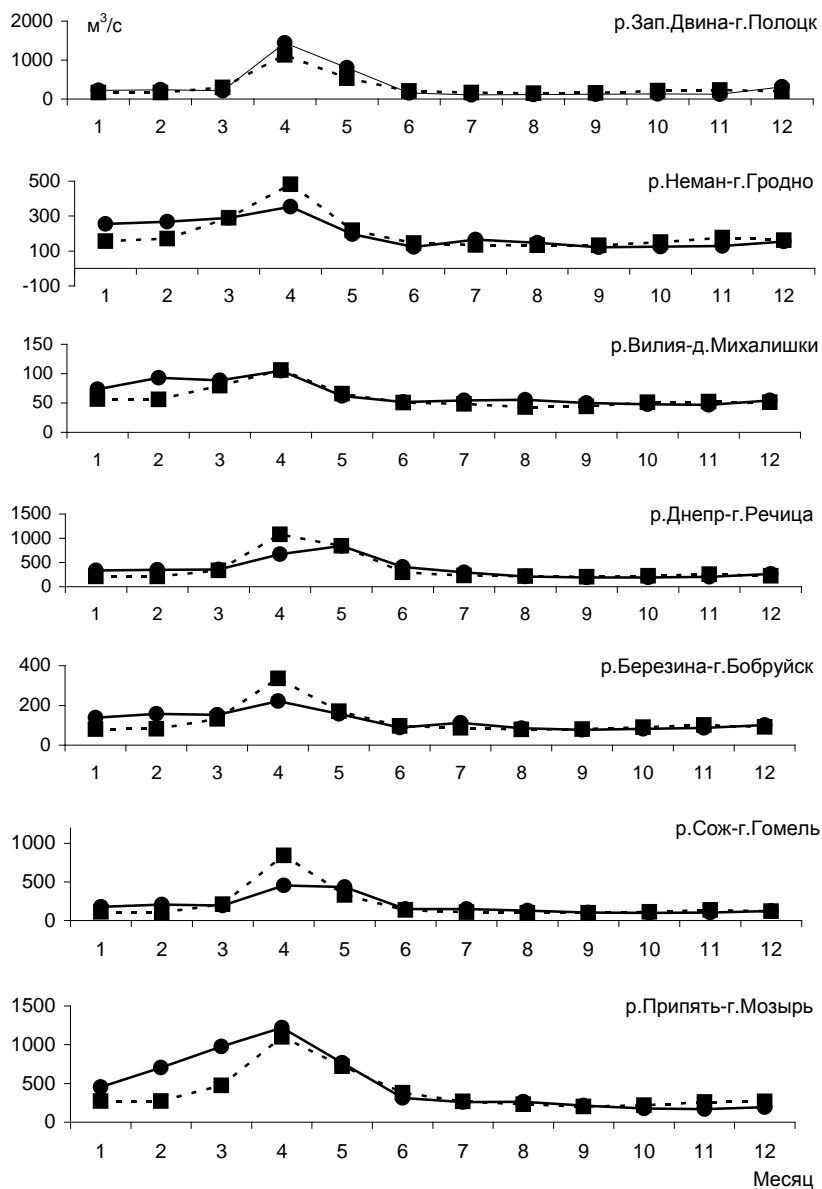 2000 м³/с р.Зап.Двина-г.Полоцк
1000
0
1 2 3 4 5 6 7 8 9 10 11 12
500 р.Неман-г.Гродно
300
100
-100
1 2 3 4 5 6 7 8 9 10 11 12
150 р.Вилия-д.Михалишки
100
50
0
1 2 3 4 5 6 7 8 9 10 11 12
1500 р.Днепр-г.Речица
1000
500
0
1 2 3 4 5 6 7 8 9 10 11 12
400 р.Березина-г.Бобруйск
200
0
1 2 3 4 5 6 7 8 9 10 11 12
р.Сож-г.Гомель
1000
500
0
1 2 3 4 5 6 7 8 9 10 11 12
1500 р.Припять-г.Мозырь
1000
500
0
1 2 3 4 5 6 7 8 9 10 11 12
Месяц